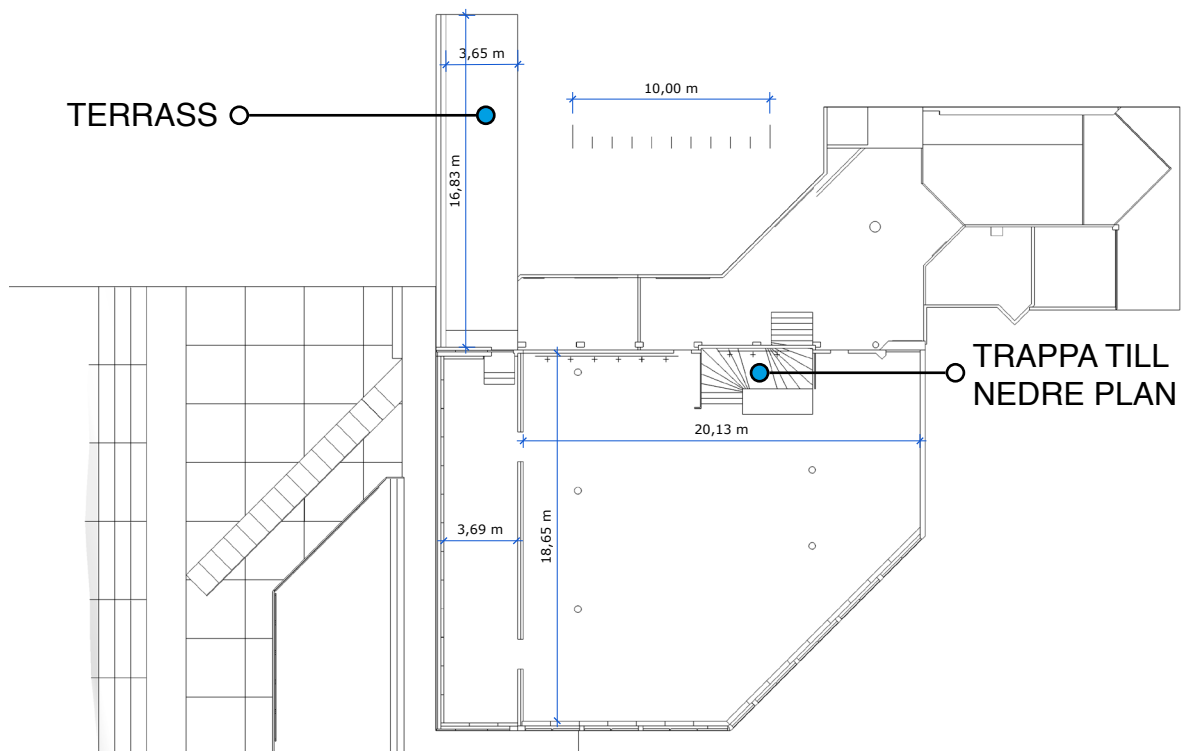 3,65 m
10,00 m
TERRASS
16,83 m
TRAPPA TILL
NEDRE PLAN
20,13 m
3,69 m
18,65 m